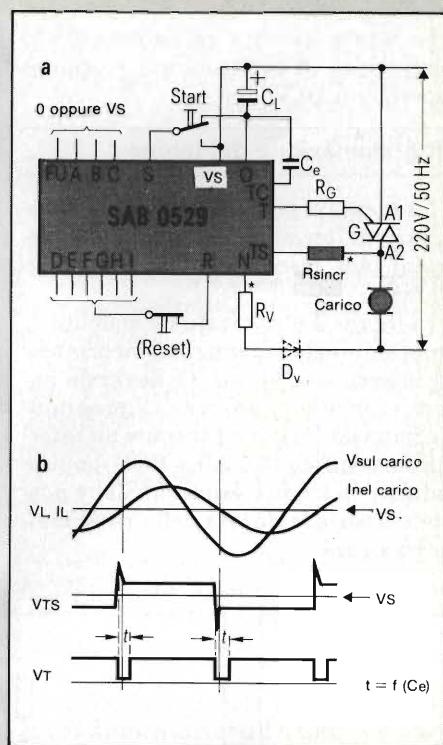 a
0 oppure VS
Start
+
CL
Ce
FU A B C S VS O
TC
T
RG
A1
G
A2
SAB 0529
TS
Rsincr
*
Carico
220V/50 Hz
D E F G H I R N
*
RV
(Reset)
Dv
b
Vsul carico
Inel carico
VL, IL
VS
VTS
VS
t
t
VT
t = f (Ce)